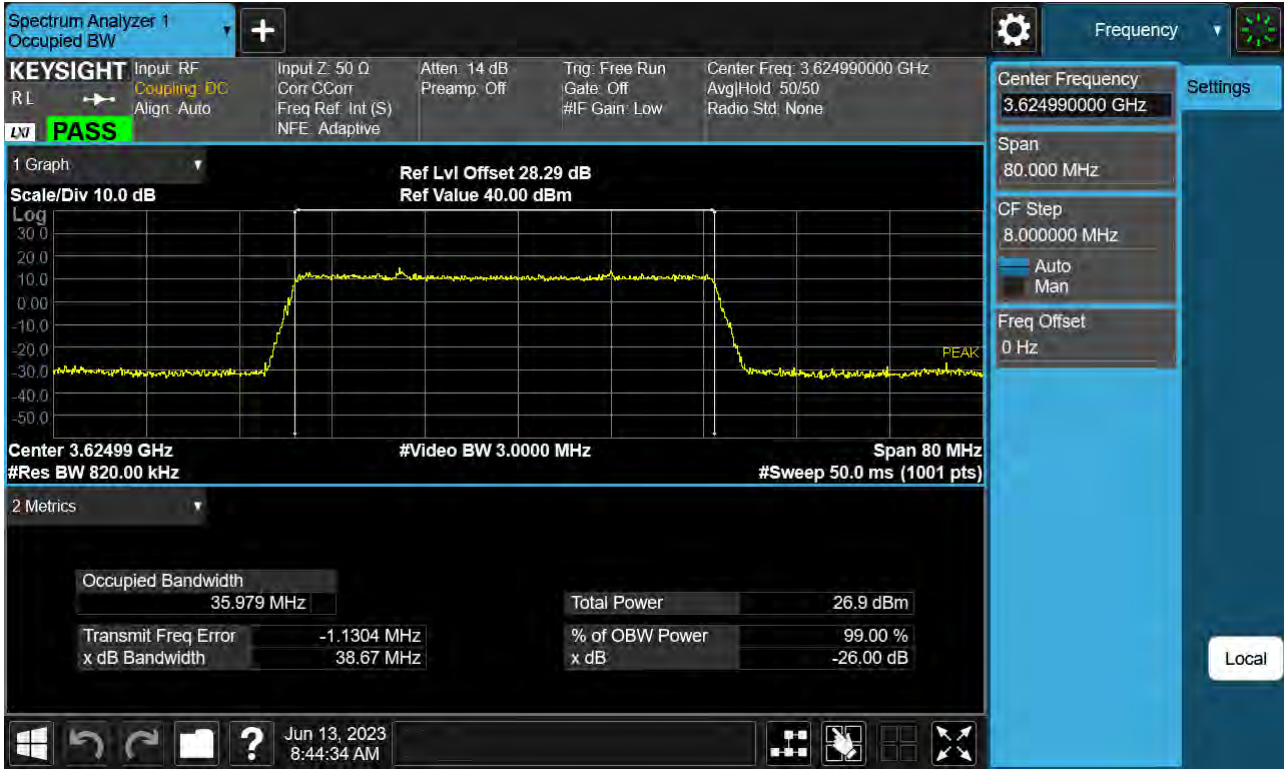 Spectrum Analyzer 1
Occupied BW
Frequency
KEYSIGHT
R L
LXI
PASS
Input: RF
Coupling: DC
Align: Auto
Input Z: 50 Ω
Corr CCorr
Freq Ref: Int (S)
NFE: Adaptive
Atten: 14 dB
Preamp: Off
Trig: Free Run
Gate: Off
#IF Gain: Low
Center Freq: 3.624990000 GHz
Avg|Hold: 50/50
Radio Std: None
1 Graph
Scale/Div 10.0 dB
Ref Lvl Offset 28.29 dB
Ref Value 40.00 dBm
Log
30.0
20.0
10.0
0.00
-10.0
-20.0
-30.0
-40.0
-50.0
PEAK
Center 3.62499 GHz
#Video BW 3.0000 MHz
Span 80 MHz
#Res BW 820.00 kHz
#Sweep 50.0 ms (1001 pts)
2 Metrics
Occupied Bandwidth
35.979 MHz
Total Power 26.9 dBm
Transmit Freq Error -1.1304 MHz
% of OBW Power 99.00 %
x dB Bandwidth 38.67 MHz
x dB -26.00 dB
Center Frequency
3.624990000 GHz
Settings
Span
80.000 MHz
CF Step
8.000000 MHz
Auto
Man
Freq Offset
0 Hz
Local
?
Jun 13, 2023
8:44:34 AM